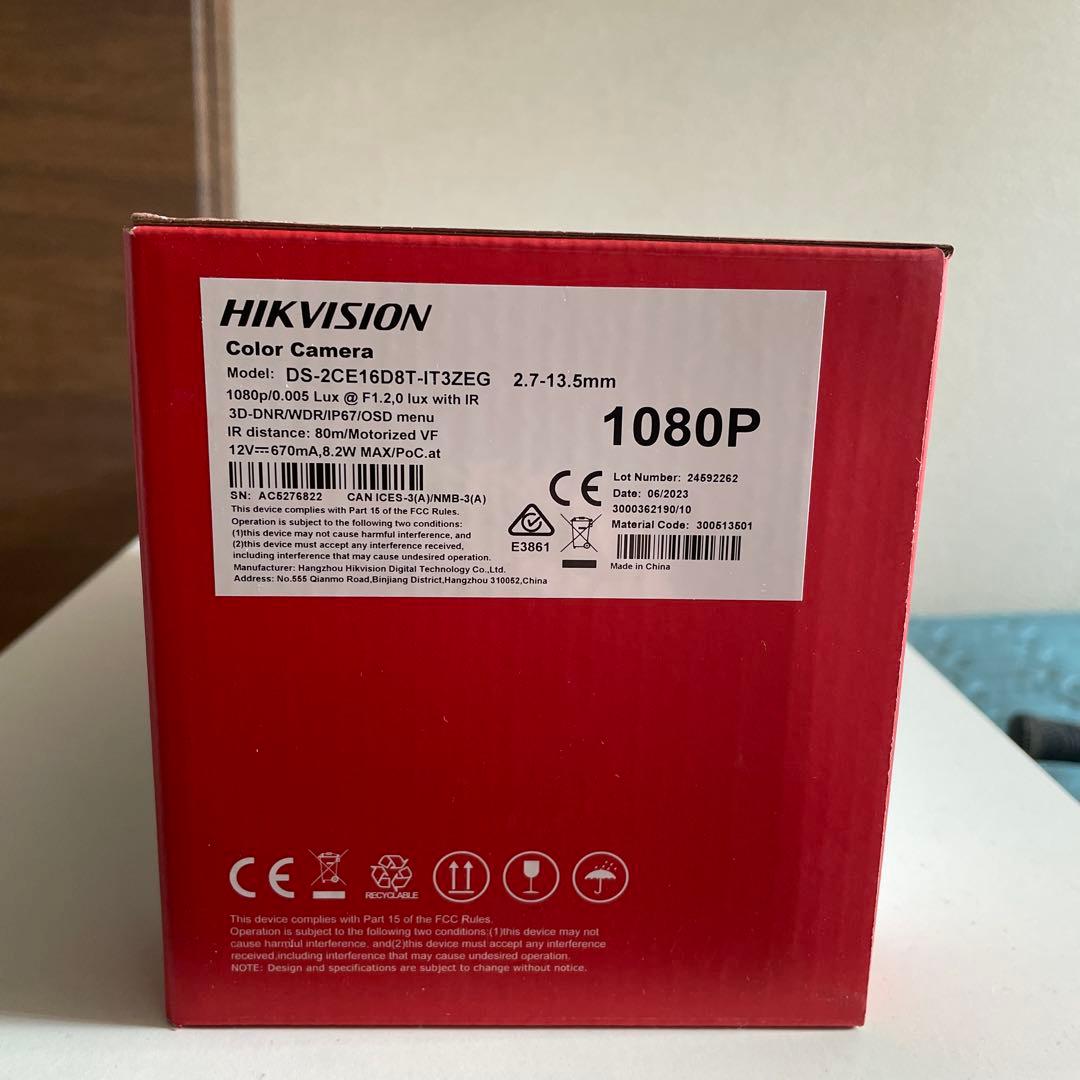 HIKVISION
Color Camera
Model: DS-2CE16D8T-IT3ZEG 2.7-13.5mm
1080p/0.005 Lux @ F1.2,0 lux with IR
3D-DNR/WDR/IP67/OSD menu
IR distance: 80m/Motorized VF
12V⎓670mA,8.2W MAX/PoC.at
1080P
SN: AC5276822 CAN ICES-3(A)/NMB-3(A)
This device complies with Part 15 of the FCC Rules.
Operation is subject to the following two conditions:
(1)this device may not cause harmful interference, and
(2)this device must accept any interference received,
including interference that may cause undesired operation.
Manufacturer: Hangzhou Hikvision Digital Technology Co.,Ltd.
Address: No.555 Qianmo Road,Binjiang District,Hangzhou 310052,China
CE
E3861
Lot Number: 24592262
Date: 06/2023
3000362190/10
Material Code: 300513501
Made in China
CE
RECYCLABLE
This device complies with Part 15 of the FCC Rules.
Operation is subject to the following two conditions:(1)this device may not
cause harmful interference, and(2)this device must accept any interference
received,including interference that may cause undesired operation.
NOTE: Design and specifications are subject to change without notice.